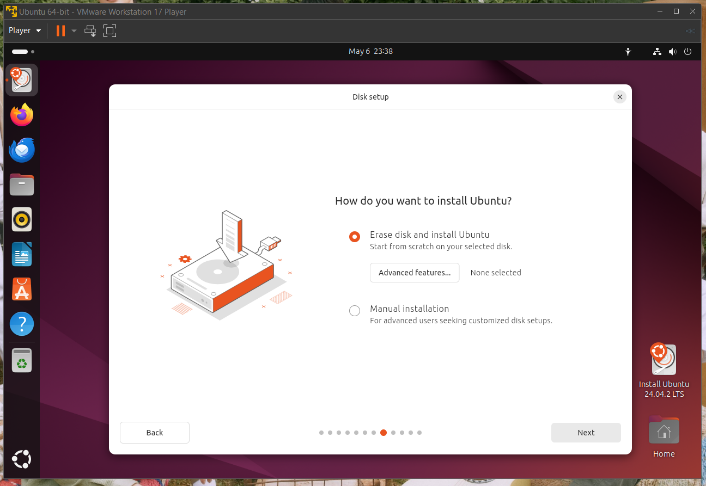 Ubuntu 64-bit - VMware Workstation 17 Player
Player
May 6 23:38
Disk setup
How do you want to install Ubuntu?
Erase disk and install Ubuntu
Start from scratch on your selected disk.
Advanced features... None selected
Manual installation
For advanced users seeking customized disk setups.
Install Ubuntu
24.04.2 LTS
Back
Next
Home